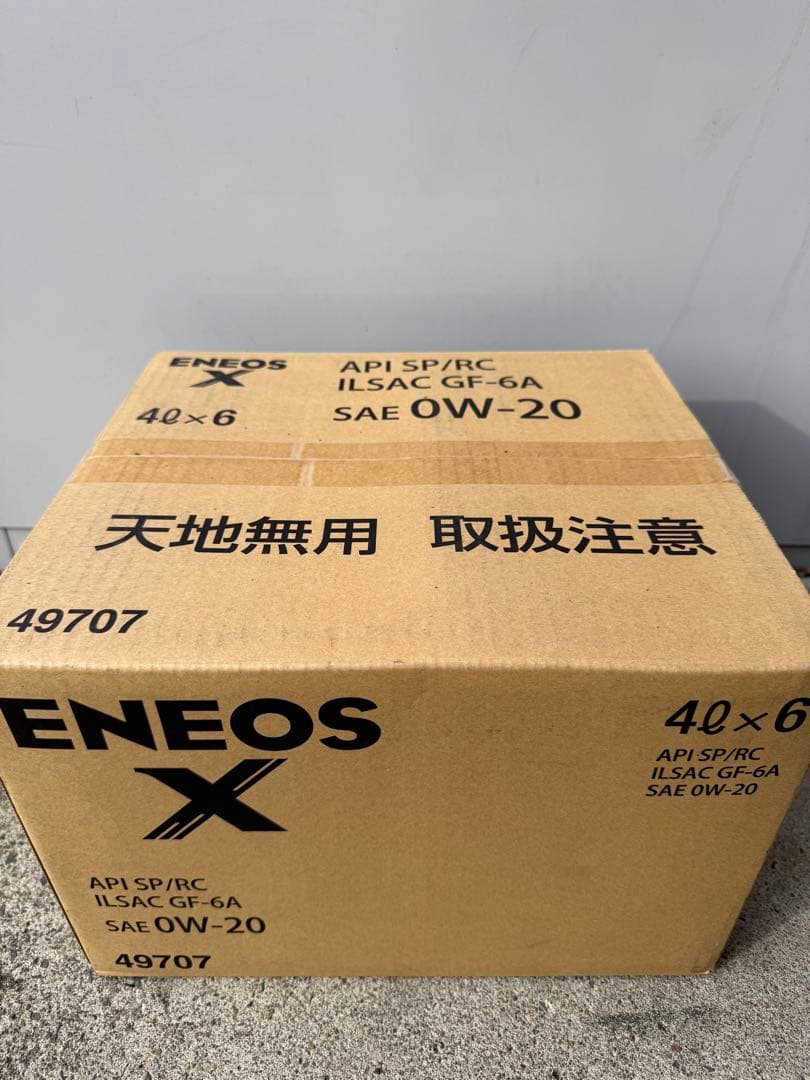 ENEOS
X
4ℓ×6
API SP/RC
ILSAC GF-6A
SAE 0W-20
天地無用 取扱注意
49707
ENEOS
X
4ℓ×6
API SP/RC
ILSAC GF-6A
SAE 0W-20
API SP/RC
ILSAC GF-6A
SAE 0W-20
49707